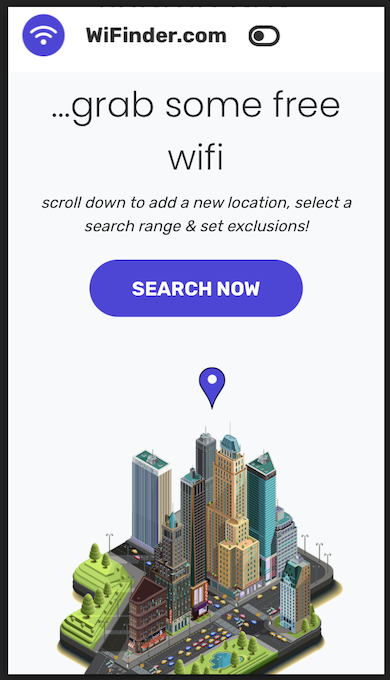 WiFinder.com
...grab some free
wifi
scroll down to add a new location, select a
search range & set exclusions!
SEARCH NOW